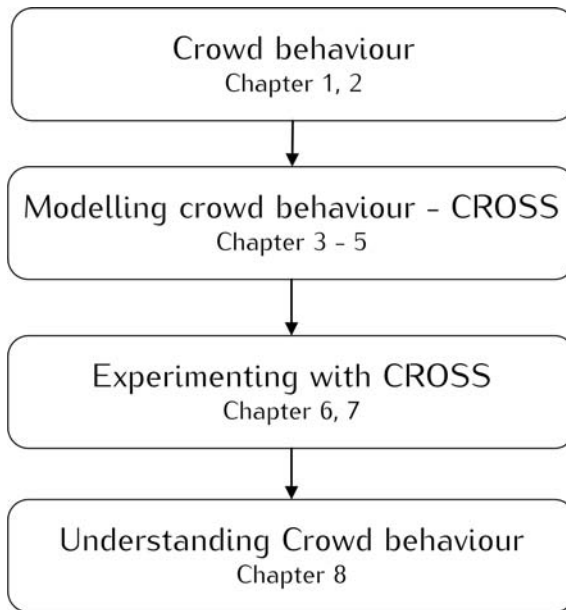 Crowd behaviour
Chapter 1, 2
Modelling crowd behaviour - CROSS
Chapter 3 - 5
Experimenting with CROSS
Chapter 6, 7
Understanding Crowd behaviour
Chapter 8